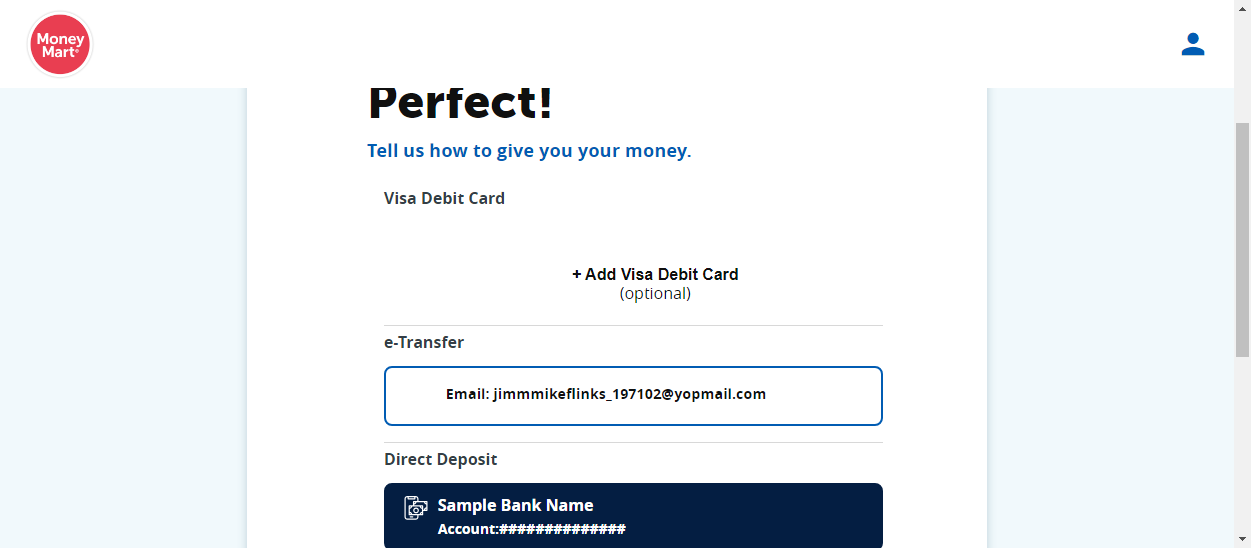 Money
Mart®
Perfect!
Tell us how to give you your money.
Visa Debit Card
+ Add Visa Debit Card
(optional)
e-Transfer
Email: jimmmikeflinks_197102@yopmail.com
Direct Deposit
Sample Bank Name
Account:##############